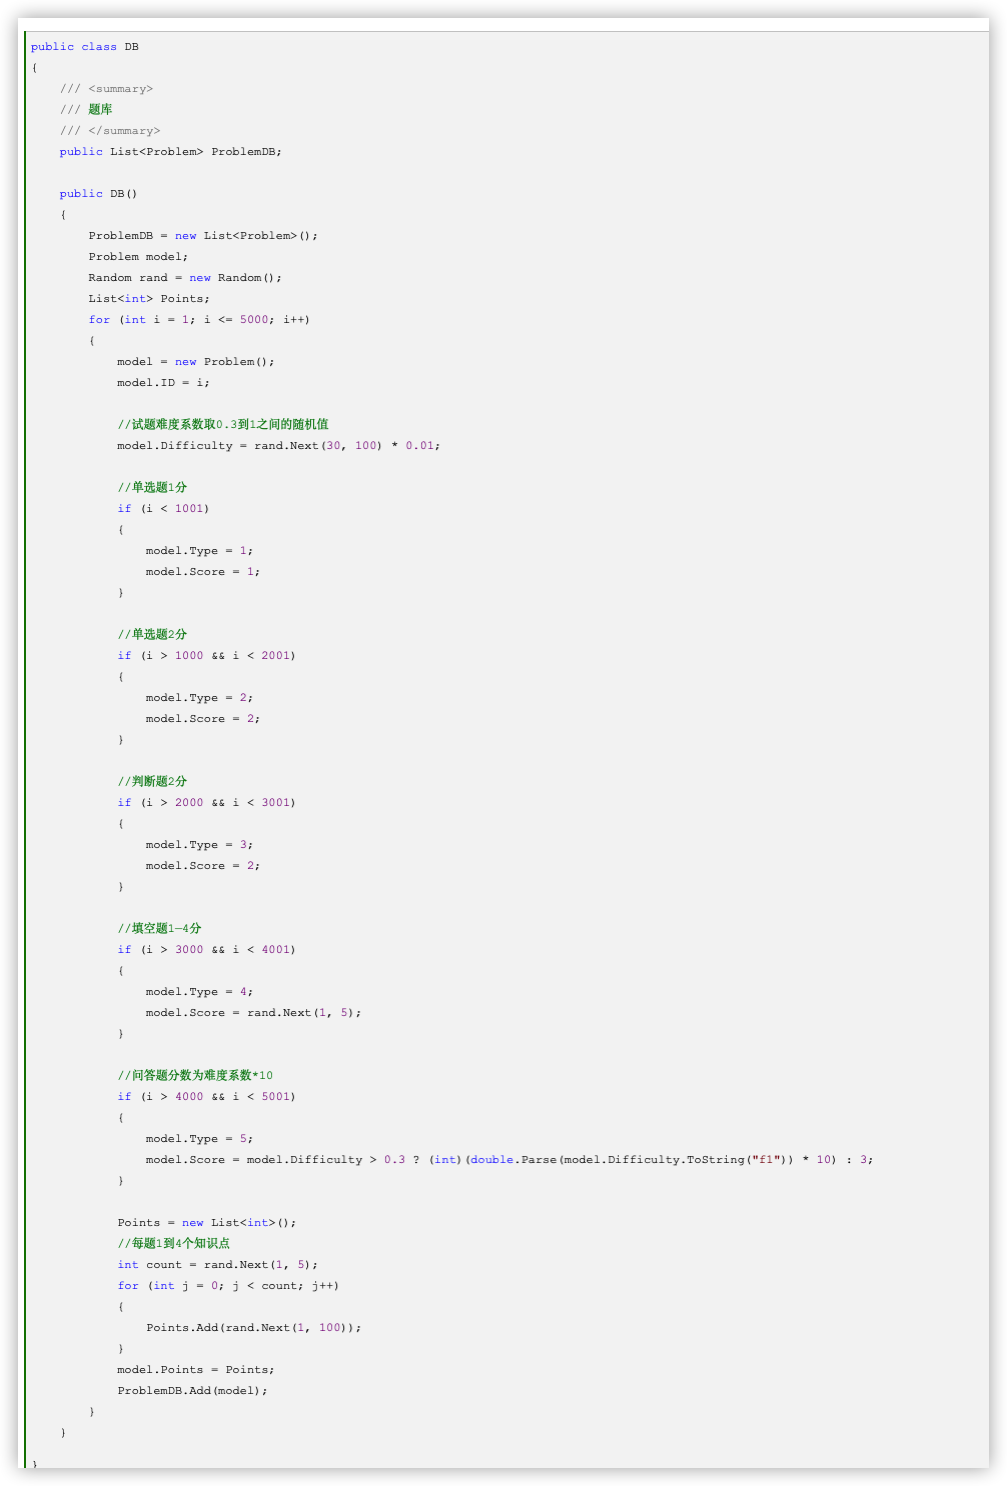 public class DB
{
/// <summary>
/// 题库
/// </summary>
public List<Problem> ProblemDB;
public DB()
{
ProblemDB = new List<Problem>();
Problem model;
Random rand = new Random();
List<int> Points;
for (int i = 1; i <= 5000; i++)
{
model = new Problem();
model.ID = i;
//试题难度系数取0.3到1之间的随机值
model.Difficulty = rand.Next(30, 100) * 0.01;
//单选题1分
if (i < 1001)
{
model.Type = 1;
model.Score = 1;
}
//单选题2分
if (i > 1000 && i < 2001)
{
model.Type = 2;
model.Score = 2;
}
//判断题2分
if (i > 2000 && i < 3001)
{
model.Type = 3;
model.Score = 2;
}
//填空题1—4分
if (i > 3000 && i < 4001)
{
model.Type = 4;
model.Score = rand.Next(1, 5);
}
//问答题分数为难度系数*10
if (i > 4000 && i < 5001)
{
model.Type = 5;
model.Score = model.Difficulty > 0.3 ? (int)(double.Parse(model.Difficulty.ToString("f1")) * 10) : 3;
}
Points = new List<int>();
//每题1到4个知识点
int count = rand.Next(1, 5);
for (int j = 0; j < count; j++)
{
Points.Add(rand.Next(1, 100));
}
model.Points = Points;
ProblemDB.Add(model);
}
}
}